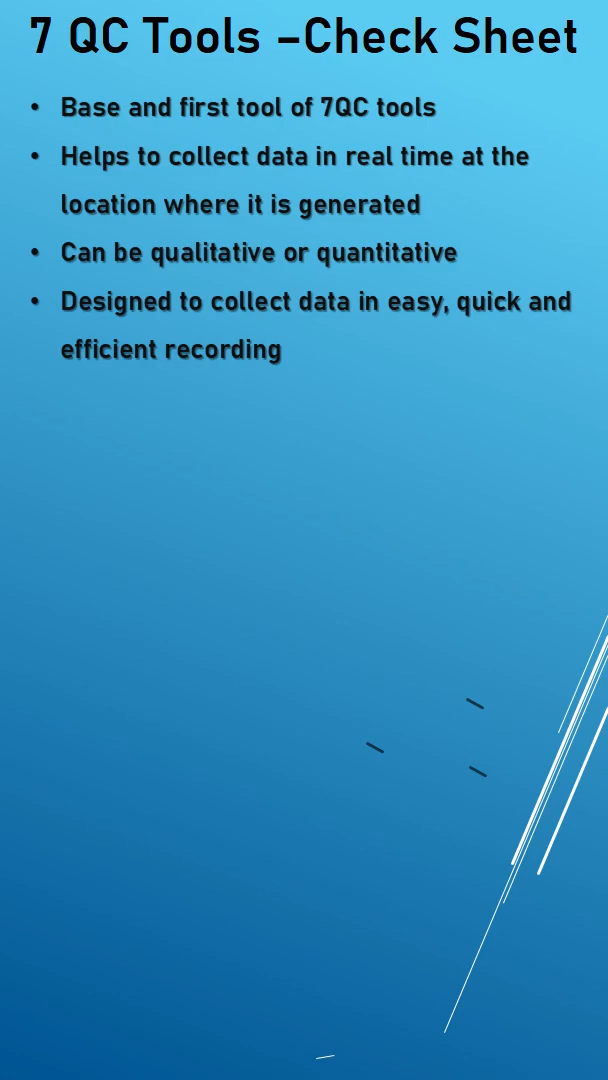 7 QC Tools –Check Sheet
• Base and first tool of 7QC tools
• Helps to collect data in real time at the
location where it is generated
• Can be qualitative or quantitative
• Designed to collect data in easy, quick and
efficient recording